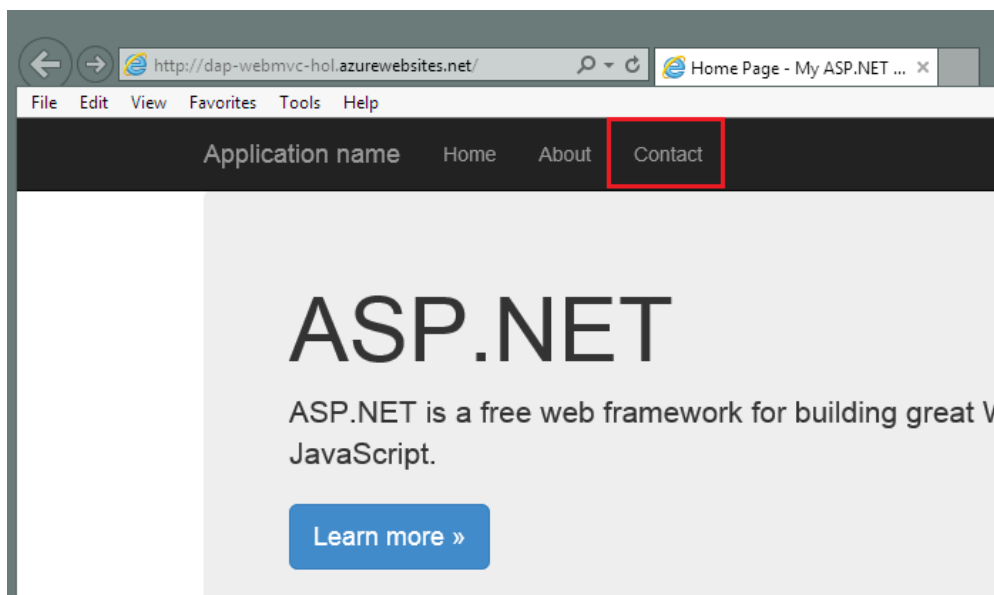 http://dap-webmvc-hol.azurewebsites.net/
Home Page - My ASP.NET ...
File Edit View Favorites Tools Help
Application name Home About Contact
ASP.NET
ASP.NET is a free web framework for building great
JavaScript.
Learn more »